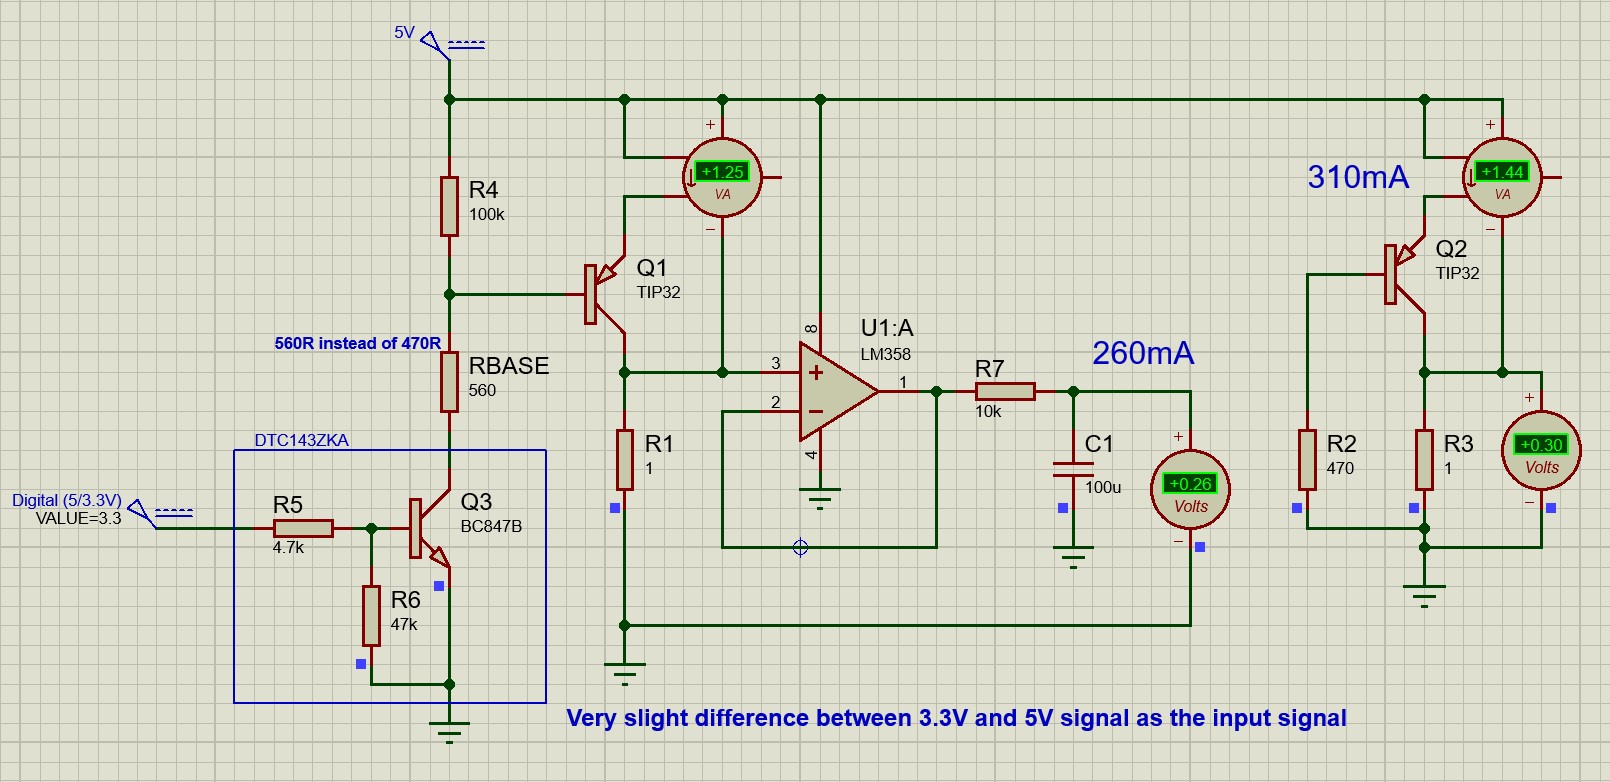 5V
R4
100k
+
+1.25
VA
−
Q1
TIP32
560R instead of 470R
RBASE
560
DTC143ZKA
Digital (5/3.3V)
VALUE=3.3
R5
4.7k
Q3
BC847B
R6
47k
R1
1
3
2
8
4
1
+
−
U1:A
LM358
R7
10k
260mA
C1
100u
+
+0.26
Volts
−
310mA
+
+1.44
VA
−
Q2
TIP32
R2
470
R3
1
+
+0.30
Volts
−
Very slight difference between 3.3V and 5V signal as the input signal